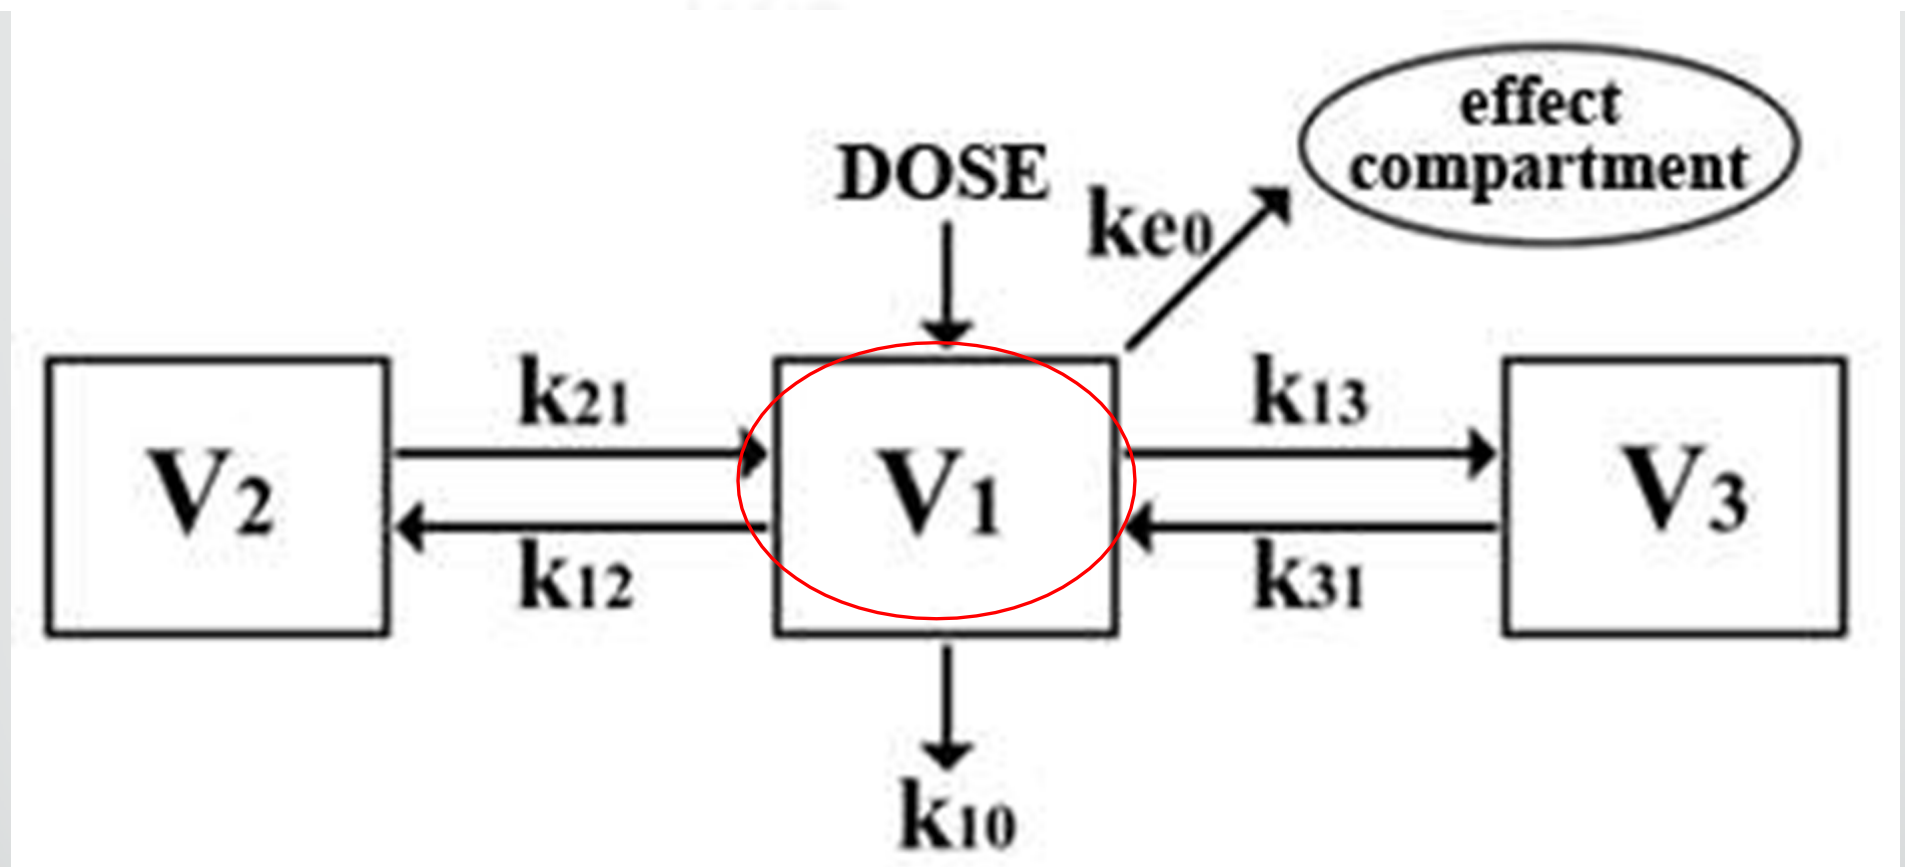 effect
compartment
DOSE
ke0
k21
k13
V2
V1
V3
k12
k31
k10